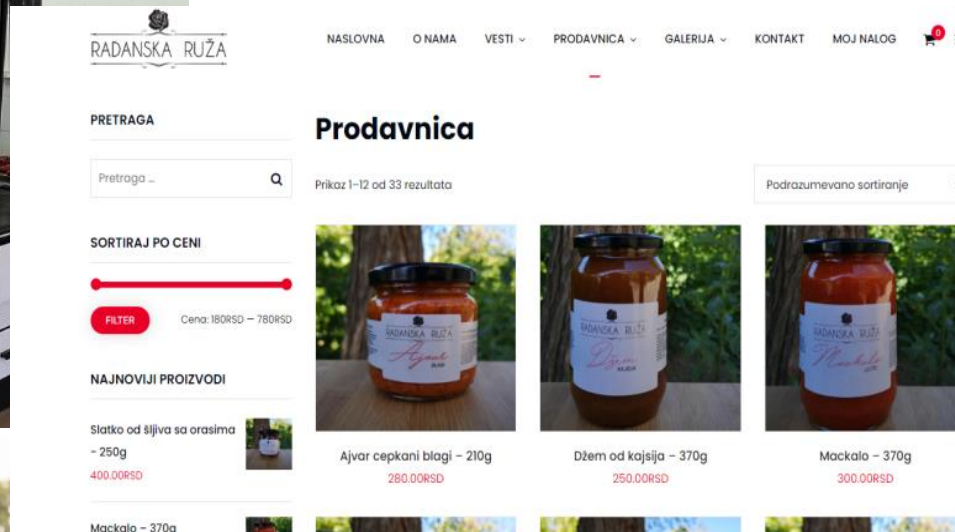 RADANSKA RUŽA
NASLOVNA O NAMA VESTI PRODAVNICA GALERIJA KONTAKT MOJ NALOG 0
PRETRAGA
Pretraga ...
SORTIRAJ PO CENI
FILTER Cena: 180RSD — 780RSD
NAJNOVIJI PROIZVODI
Slatko od šljiva sa orasima
- 250g
400.00RSD
Mackalo – 370g
Prodavnica
Prikaz 1–12 od 33 rezultata
Podrazumevano sortiranje
RADANSKA RUŽA
Ajvar
BLAGI
RADANSKA RUŽA
Džem
KAJSIJA
RADANSKA RUŽA
Mackalo
LJUTO
Ajvar cepkani blagi – 210g
280.00RSD
Džem od kajsija – 370g
250.00RSD
Mackalo – 370g
300.00RSD